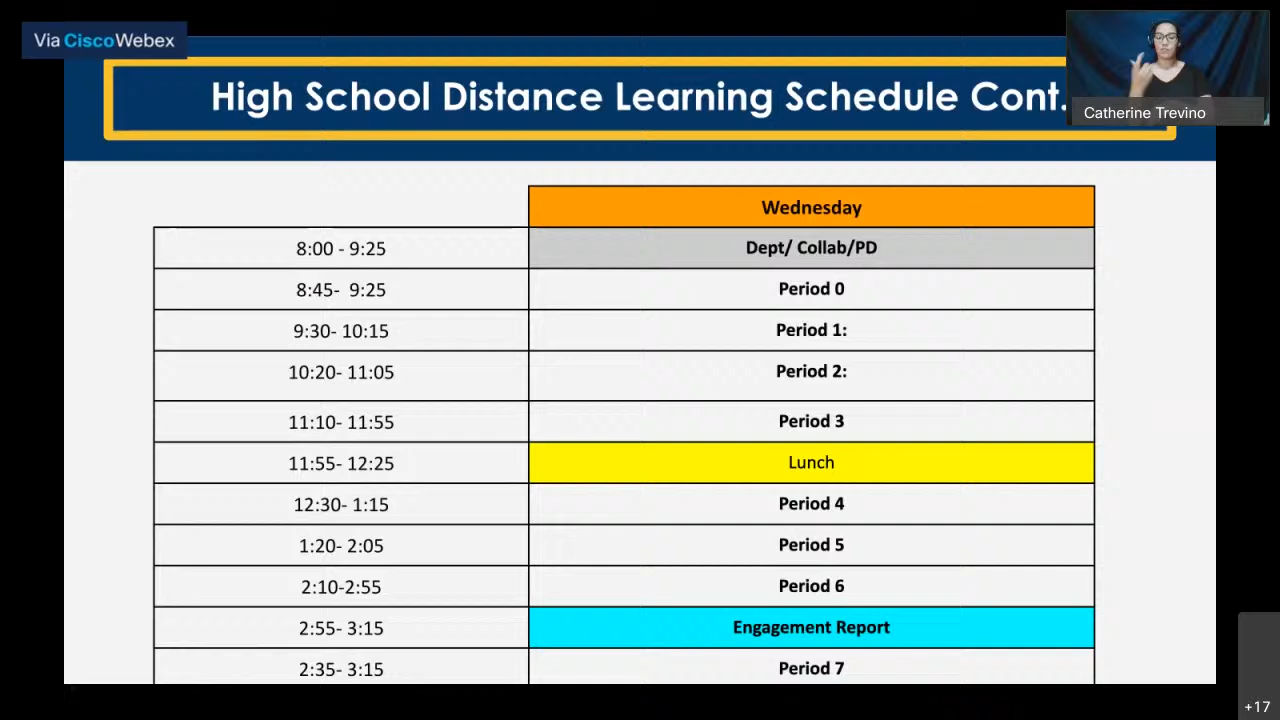 Via CiscoWebex
High School Distance Learning Schedule Cont.
Catherine Trevino
Wednesday
8:00 - 9:25 Dept/ Collab/PD
8:45- 9:25 Period 0
9:30- 10:15 Period 1:
10:20- 11:05 Period 2:
11:10- 11:55 Period 3
11:55- 12:25 Lunch
12:30- 1:15 Period 4
1:20- 2:05 Period 5
2:10-2:55 Period 6
2:55- 3:15 Engagement Report
2:35- 3:15 Period 7
+17